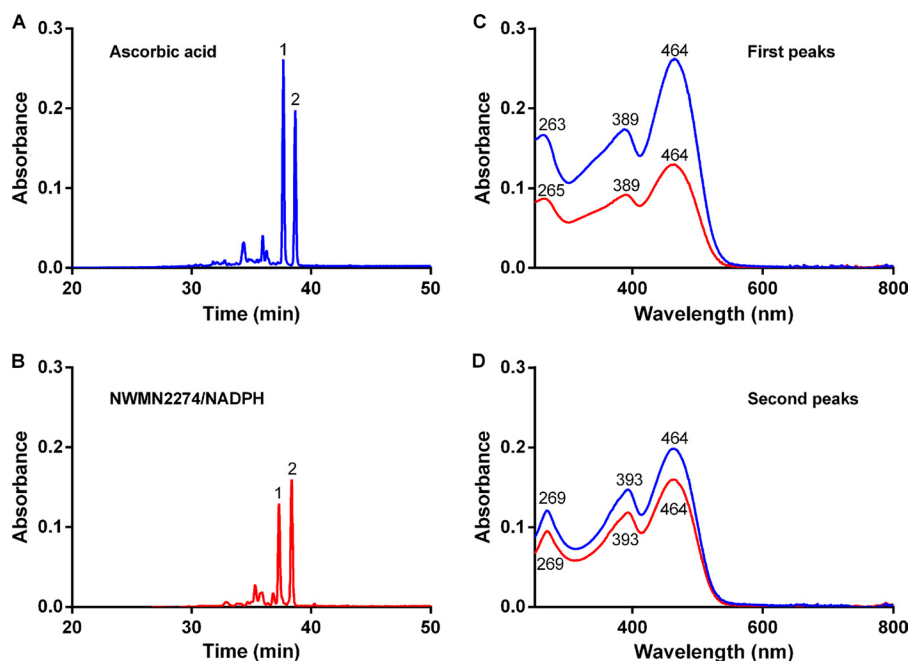 A
Ascorbic acid
1
2
0.3
0.2
0.1
0.0
Absorbance
20
30
40
50
Time (min)
B
NWMN2274/NADPH
1
2
0.3
0.2
0.1
0.0
Absorbance
20
30
40
50
Time (min)
C
First peaks
464
263
389
464
265
389
0.3
0.2
0.1
0.0
Absorbance
400
600
800
Wavelength (nm)
D
Second peaks
464
393
269
464
393
269
0.3
0.2
0.1
0.0
Absorbance
400
600
800
Wavelength (nm)